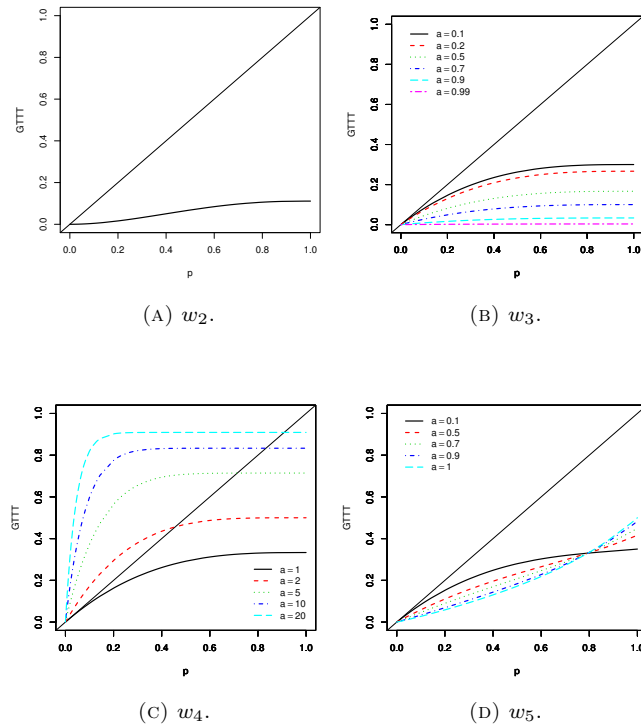 1.0
0.8
0.6
0.4
0.2
0.0
GTTT
0.0 0.2 0.4 0.6 0.8 1.0
p
(A) w₂.
1.0
0.8
0.6
0.4
0.2
0.0
GTTT
a = 0.1
a = 0.2
a = 0.5
a = 0.7
a = 0.9
a = 0.99
0.0 0.2 0.4 0.6 0.8 1.0
p
(B) w₃.
1.0
0.8
0.6
0.4
0.2
0.0
GTTT
a = 1
a = 2
a = 5
a = 10
a = 20
0.0 0.2 0.4 0.6 0.8 1.0
p
(C) w₄.
1.0
0.8
0.6
0.4
0.2
0.0
GTTT
a = 0.1
a = 0.5
a = 0.7
a = 0.9
a = 1
0.0 0.2 0.4 0.6 0.8 1.0
p
(D) w₅.